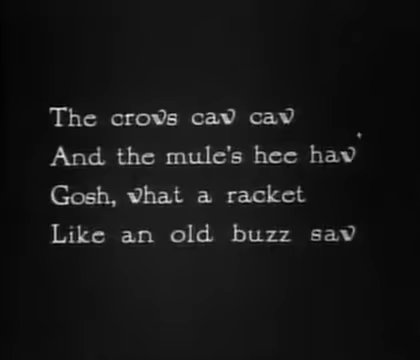 The crows caw caw
And the mule's hee haw
Gosh, what a racket
Like an old buzz saw